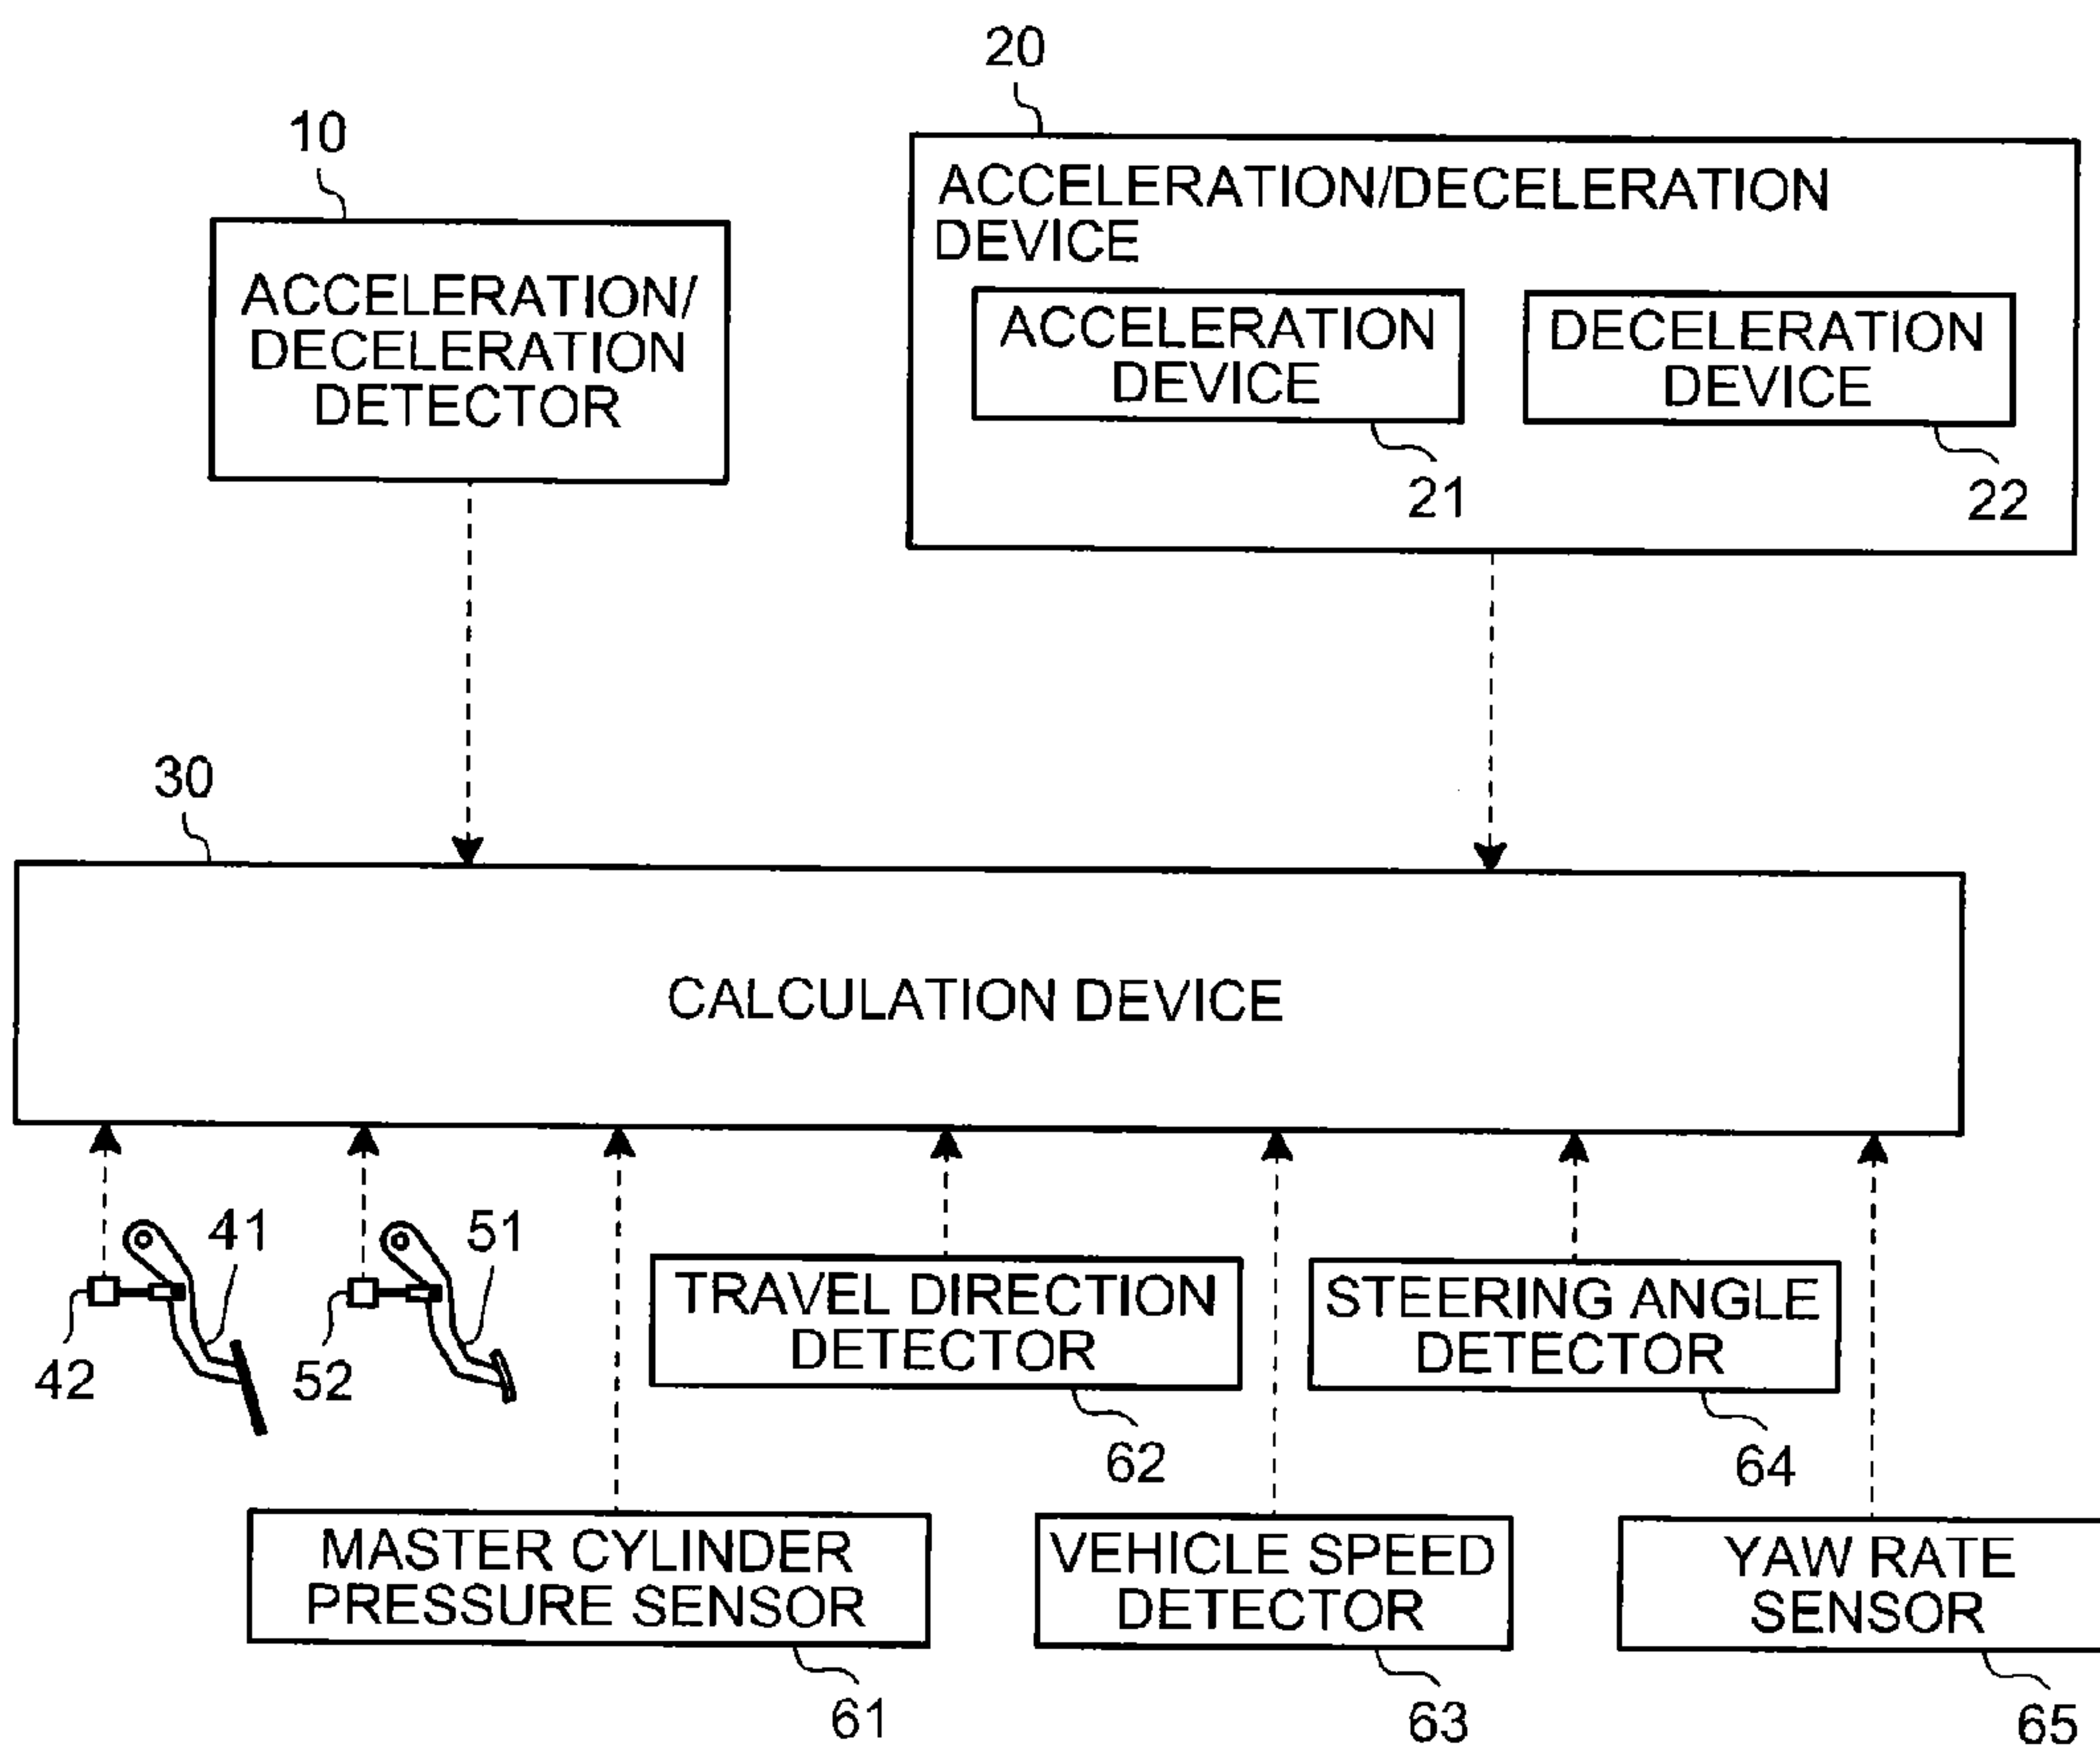 20
10
ACCELERATION/DECELERATION
DEVICE
ACCELERATION/
DECELERATION
DETECTOR
ACCELERATION
DEVICE
DECELERATION
DEVICE
21
22
30
CALCULATION DEVICE
41
51
42
52
TRAVEL DIRECTION
DETECTOR
STEERING ANGLE
DETECTOR
62
64
MASTER CYLINDER
PRESSURE SENSOR
VEHICLE SPEED
DETECTOR
YAW RATE
SENSOR
61
63
65